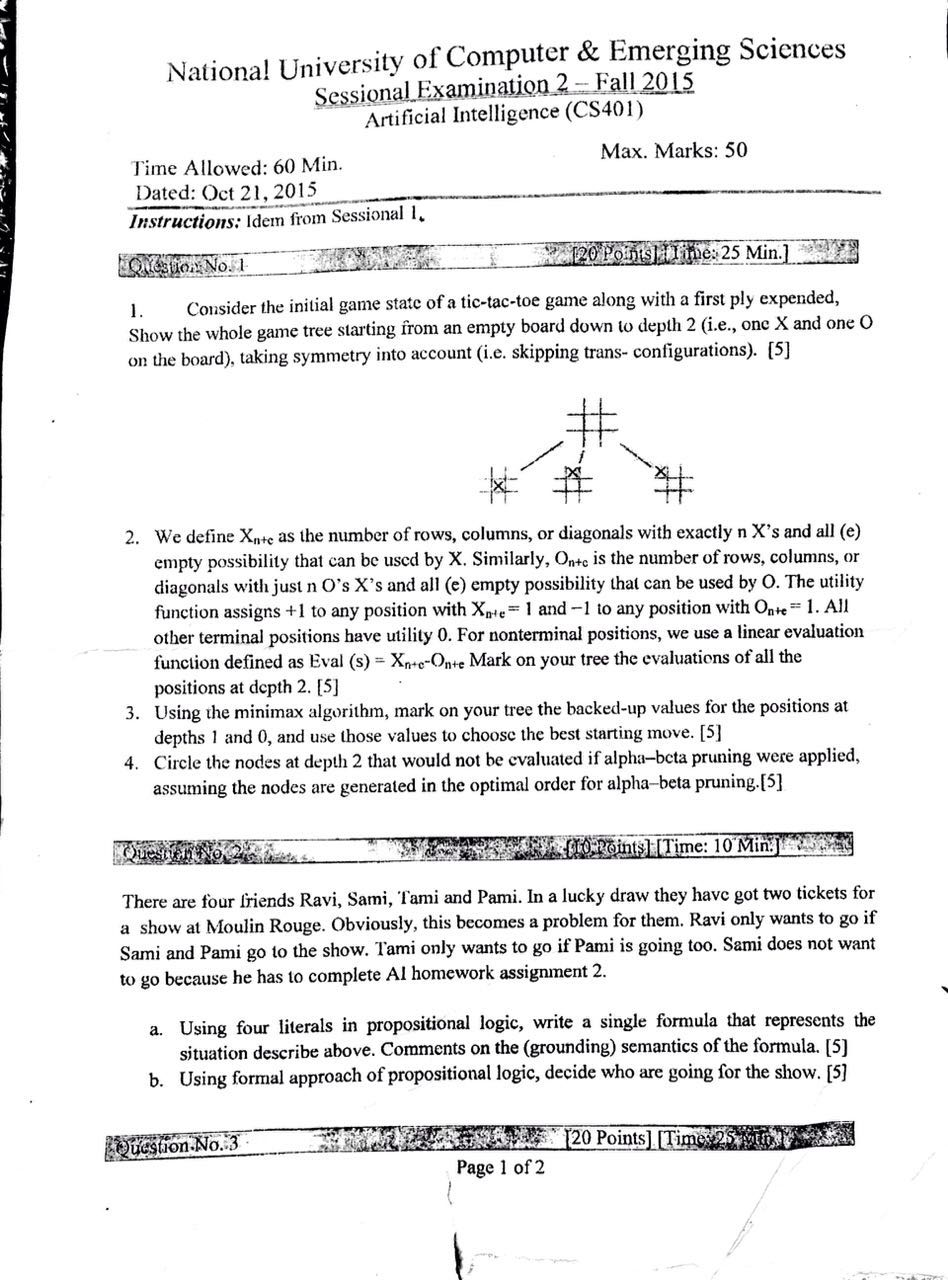 National University of Computer & Emerging Sciences
Sessional Examination 2 – Fall 2015
Artificial Intelligence (CS401)
Max. Marks: 50
Time Allowed: 60 Min.
Dated: Oct 21, 2015
Instructions: Idem from Sessional 1.
Question No. 1 [20 Points] [Time: 25 Min.]
1. Consider the initial game state of a tic-tac-toe game along with a first ply expended,
Show the whole game tree starting from an empty board down to depth 2 (i.e., one X and one O
on the board), taking symmetry into account (i.e. skipping trans- configurations). [5]
X X X
2. We define Xn+e as the number of rows, columns, or diagonals with exactly n X's and all (e)
empty possibility that can be used by X. Similarly, On+e is the number of rows, columns, or
diagonals with just n O's X's and all (e) empty possibility that can be used by O. The utility
function assigns +1 to any position with Xn+e = 1 and −1 to any position with On+e = 1. All
other terminal positions have utility 0. For nonterminal positions, we use a linear evaluation
function defined as Eval (s) = Xn+e-On+e Mark on your tree the evaluations of all the
positions at depth 2. [5]
3. Using the minimax algorithm, mark on your tree the backed-up values for the positions at
depths 1 and 0, and use those values to choose the best starting move. [5]
4. Circle the nodes at depth 2 that would not be evaluated if alpha–beta pruning were applied,
assuming the nodes are generated in the optimal order for alpha–beta pruning.[5]
Question No. 2 [10 Points] [Time: 10 Min.]
There are four friends Ravi, Sami, Tami and Pami. In a lucky draw they have got two tickets for
a show at Moulin Rouge. Obviously, this becomes a problem for them. Ravi only wants to go if
Sami and Pami go to the show. Tami only wants to go if Pami is going too. Sami does not want
to go because he has to complete AI homework assignment 2.
a. Using four literals in propositional logic, write a single formula that represents the
situation describe above. Comments on the (grounding) semantics of the formula. [5]
b. Using formal approach of propositional logic, decide who are going for the show. [5]
Question No. 3 [20 Points] [Time: 25 Min.]
Page 1 of 2